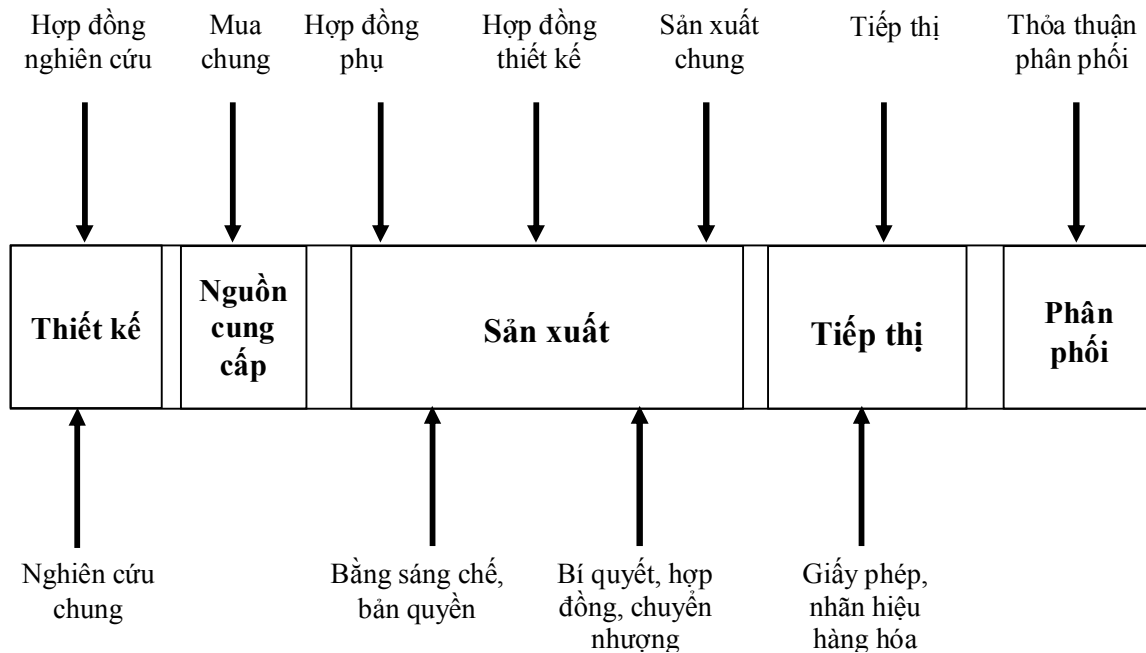 Hợp đồng
nghiên cứu
Mua
chung
Hợp đồng
phụ
Hợp đồng
thiết kế
Sản xuất
chung
Tiếp thị
Thỏa thuận
phân phối
Thiết kế
Nguồn
cung
cấp
Sản xuất
Tiếp thị
Phân
phối
Nghiên cứu
chung
Bằng sáng chế,
bản quyền
Bí quyết, hợp
đồng, chuyển
nhượng
Giấy phép,
nhãn hiệu
hàng hóa